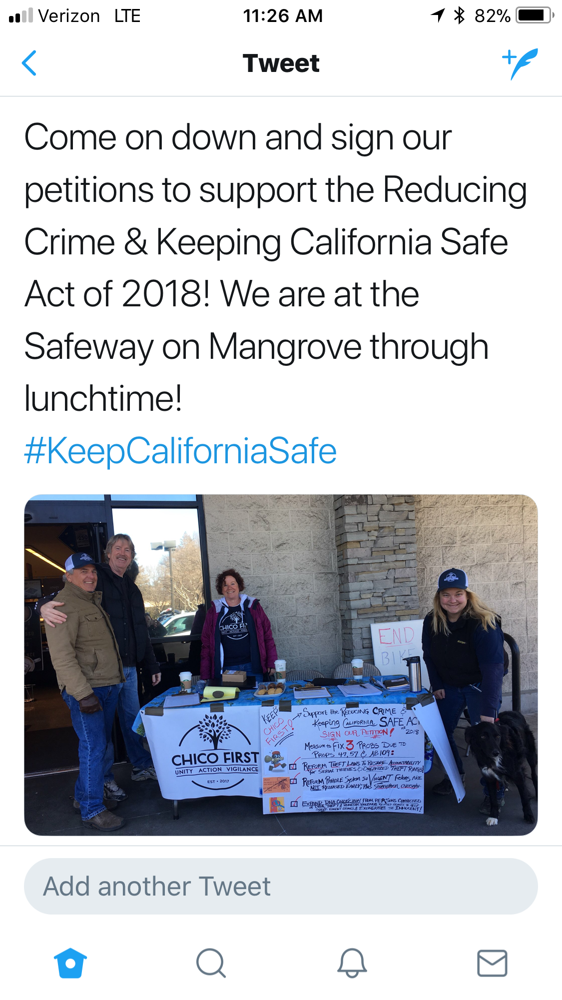 Verizon LTE 11:26 AM 82%
Tweet
Come on down and sign our
petitions to support the Reducing
Crime & Keeping California Safe
Act of 2018! We are at the
Safeway on Mangrove through
lunchtime!
#KeepCaliforniaSafe
CHICO FI
UNITY ACTION VIGIL
EST • 2017
END
BIKE
CHICO FIRST
UNITY ACTION VIGILANCE
EST • 2017
KEEP
CHICO
FIRST!
Support the REDUCING CRIME &
Keeping CALIFORNIA SAFE AC
OF 2018
SIGN OUR PETITION!
Measure to Fix 3 PROBS DUE TO
PROPS 47, 57 & AB109:
REFORM THEFT LAWS To RESTORE ACCOUNTABILITY
for SERIAL THIEVES & ORGANIZED THEFT RINGS!
REFORM PAROLE System so VIOLENT Felons ARE
NOT RELEASED EARLY; Plus Strengthen Oversight
EXPAND DNA COLLECTION FROM PERSONS CONVICTED
of DRUG, THEFT & DOMESTIC VIOLENCE RELATED CRIMES TO HELP
SOLVE VIOLENT CRIMES & EXONERATE THE INNOCENT!
Add another Tweet